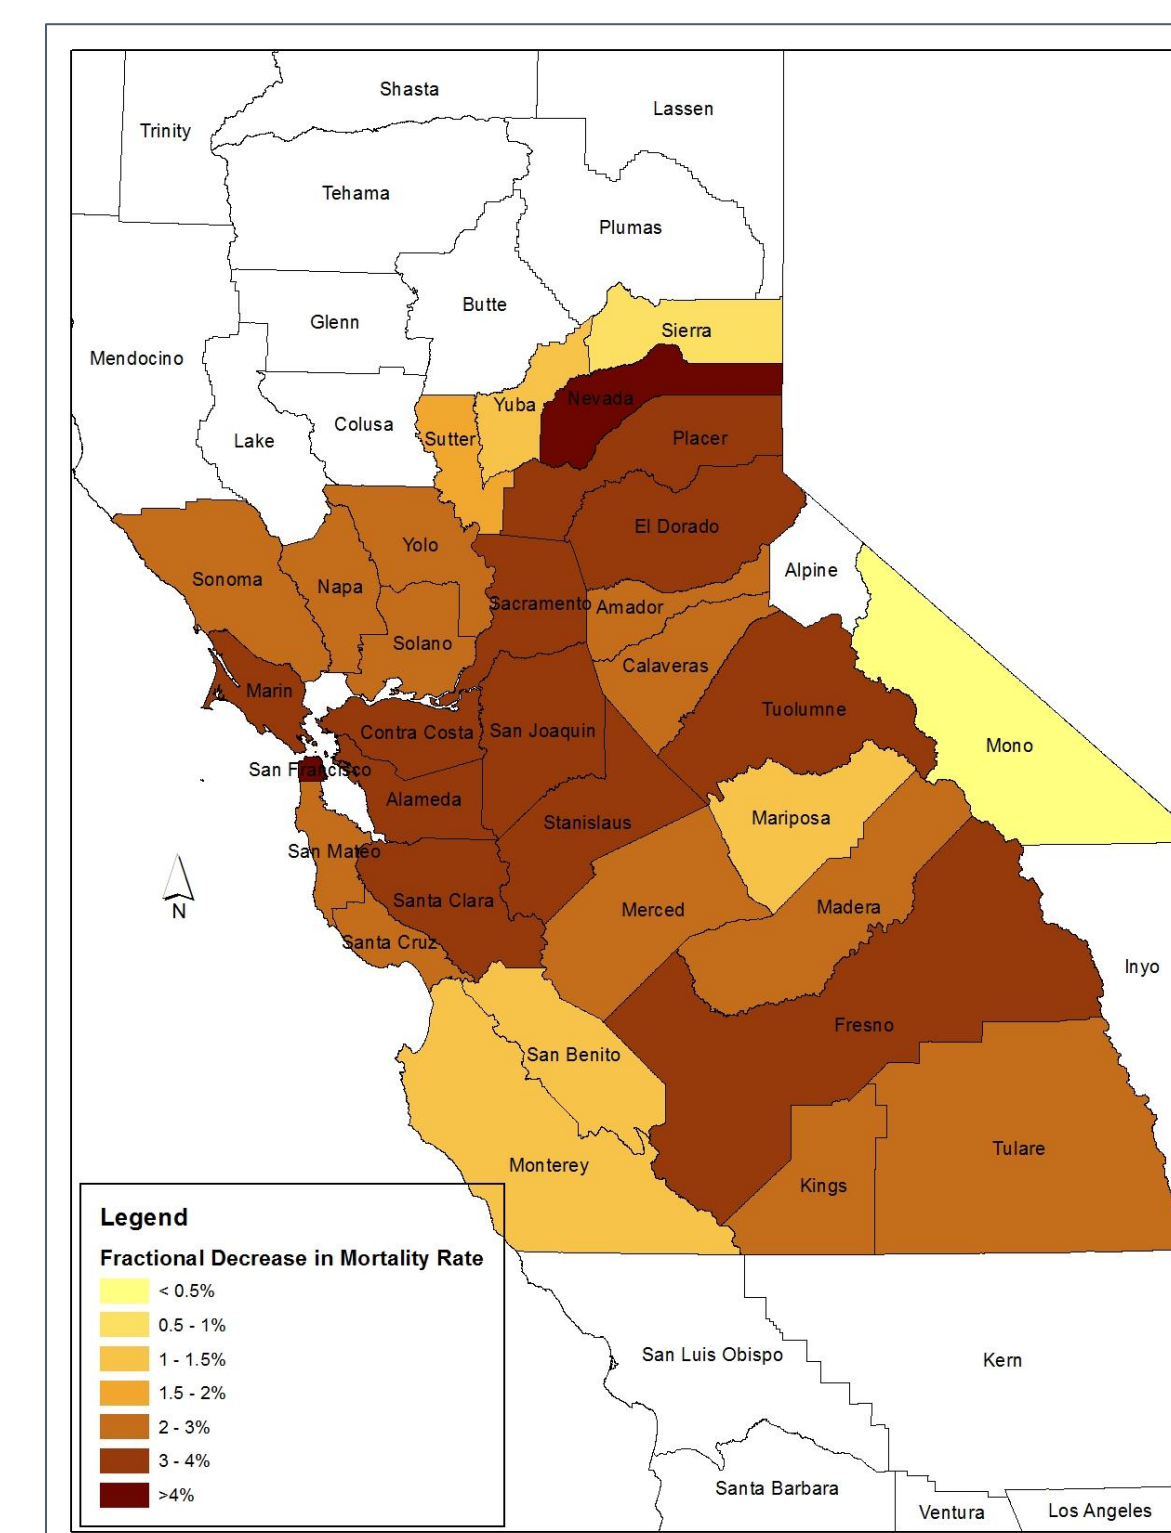 Shasta
Lassen
Trinity
Tehama
Plumas
Butte
Glenn
Sierra
Mendocino
Nevada
Yuba
Colusa
Placer
Sutter
Lake
El Dorado
Yolo
Alpine
Sonoma
Napa
Sacramento
Amador
Solano
Calaveras
Marin
Tuolumne
Contra Costa
San Joaquin
Mono
San Francisco
Alameda
Mariposa
Stanislaus
San Mateo
Santa Clara
Madera
Merced
N
Santa Cruz
Inyo
Fresno
San Benito
Tulare
Monterey
Kings
Legend
Fractional Decrease in Mortality Rate
< 0.5%
0.5 - 1%
1 - 1.5%
1.5 - 2%
2 - 3%
3 - 4%
>4%
San Luis Obispo
Kern
Santa Barbara
Ventura
Los Angeles